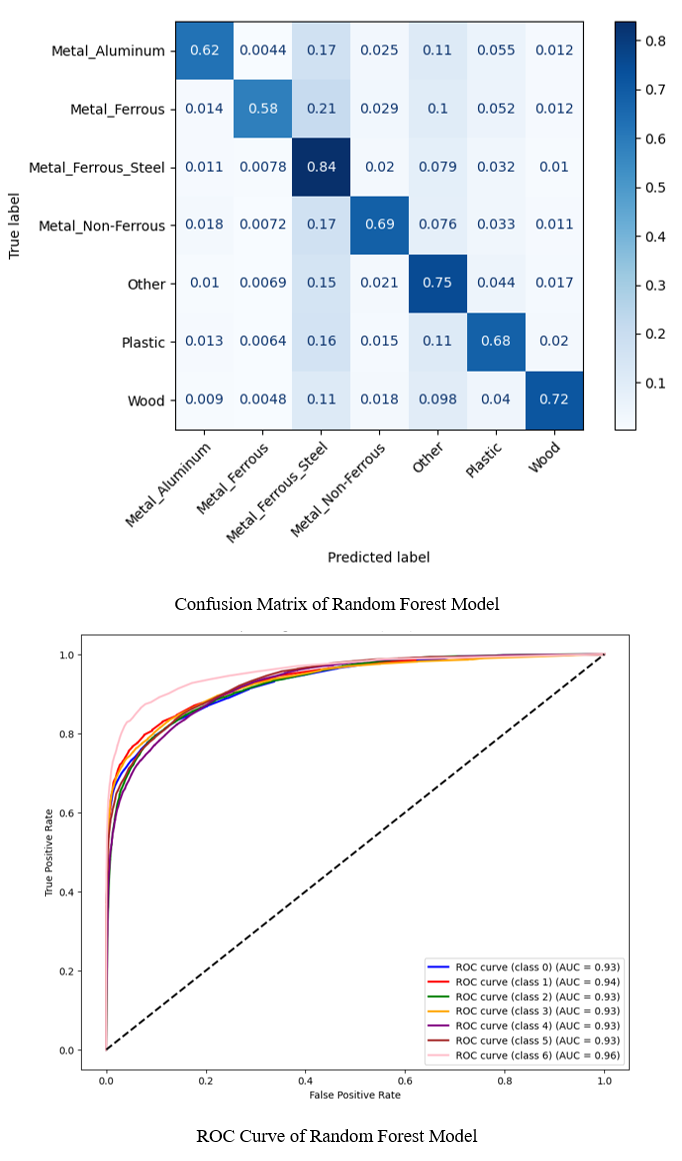 Metal_Aluminum 0.62 0.0044 0.17 0.025 0.11 0.055 0.012
Metal_Ferrous 0.014 0.58 0.21 0.029 0.1 0.052 0.012
Metal_Ferrous_Steel 0.011 0.0078 0.84 0.02 0.079 0.032 0.01
Metal_Non-Ferrous 0.018 0.0072 0.17 0.69 0.076 0.033 0.011
Other 0.01 0.0069 0.15 0.021 0.75 0.044 0.017
Plastic 0.013 0.0064 0.16 0.015 0.11 0.68 0.02
Wood 0.009 0.0048 0.11 0.018 0.098 0.04 0.72
True label
Metal_Aluminum Metal_Ferrous Metal_Ferrous_Steel Metal_Non-Ferrous Other Plastic Wood
Predicted label
0.8
0.7
0.6
0.5
0.4
0.3
0.2
0.1
Confusion Matrix of Random Forest Model
1.0
0.8
0.6
0.4
0.2
0.0
True Positive Rate
ROC curve (class 0) (AUC = 0.93)
ROC curve (class 1) (AUC = 0.94)
ROC curve (class 2) (AUC = 0.93)
ROC curve (class 3) (AUC = 0.93)
ROC curve (class 4) (AUC = 0.93)
ROC curve (class 5) (AUC = 0.93)
ROC curve (class 6) (AUC = 0.96)
0.0 0.2 0.4 0.6 0.8 1.0
False Positive Rate
ROC Curve of Random Forest Model